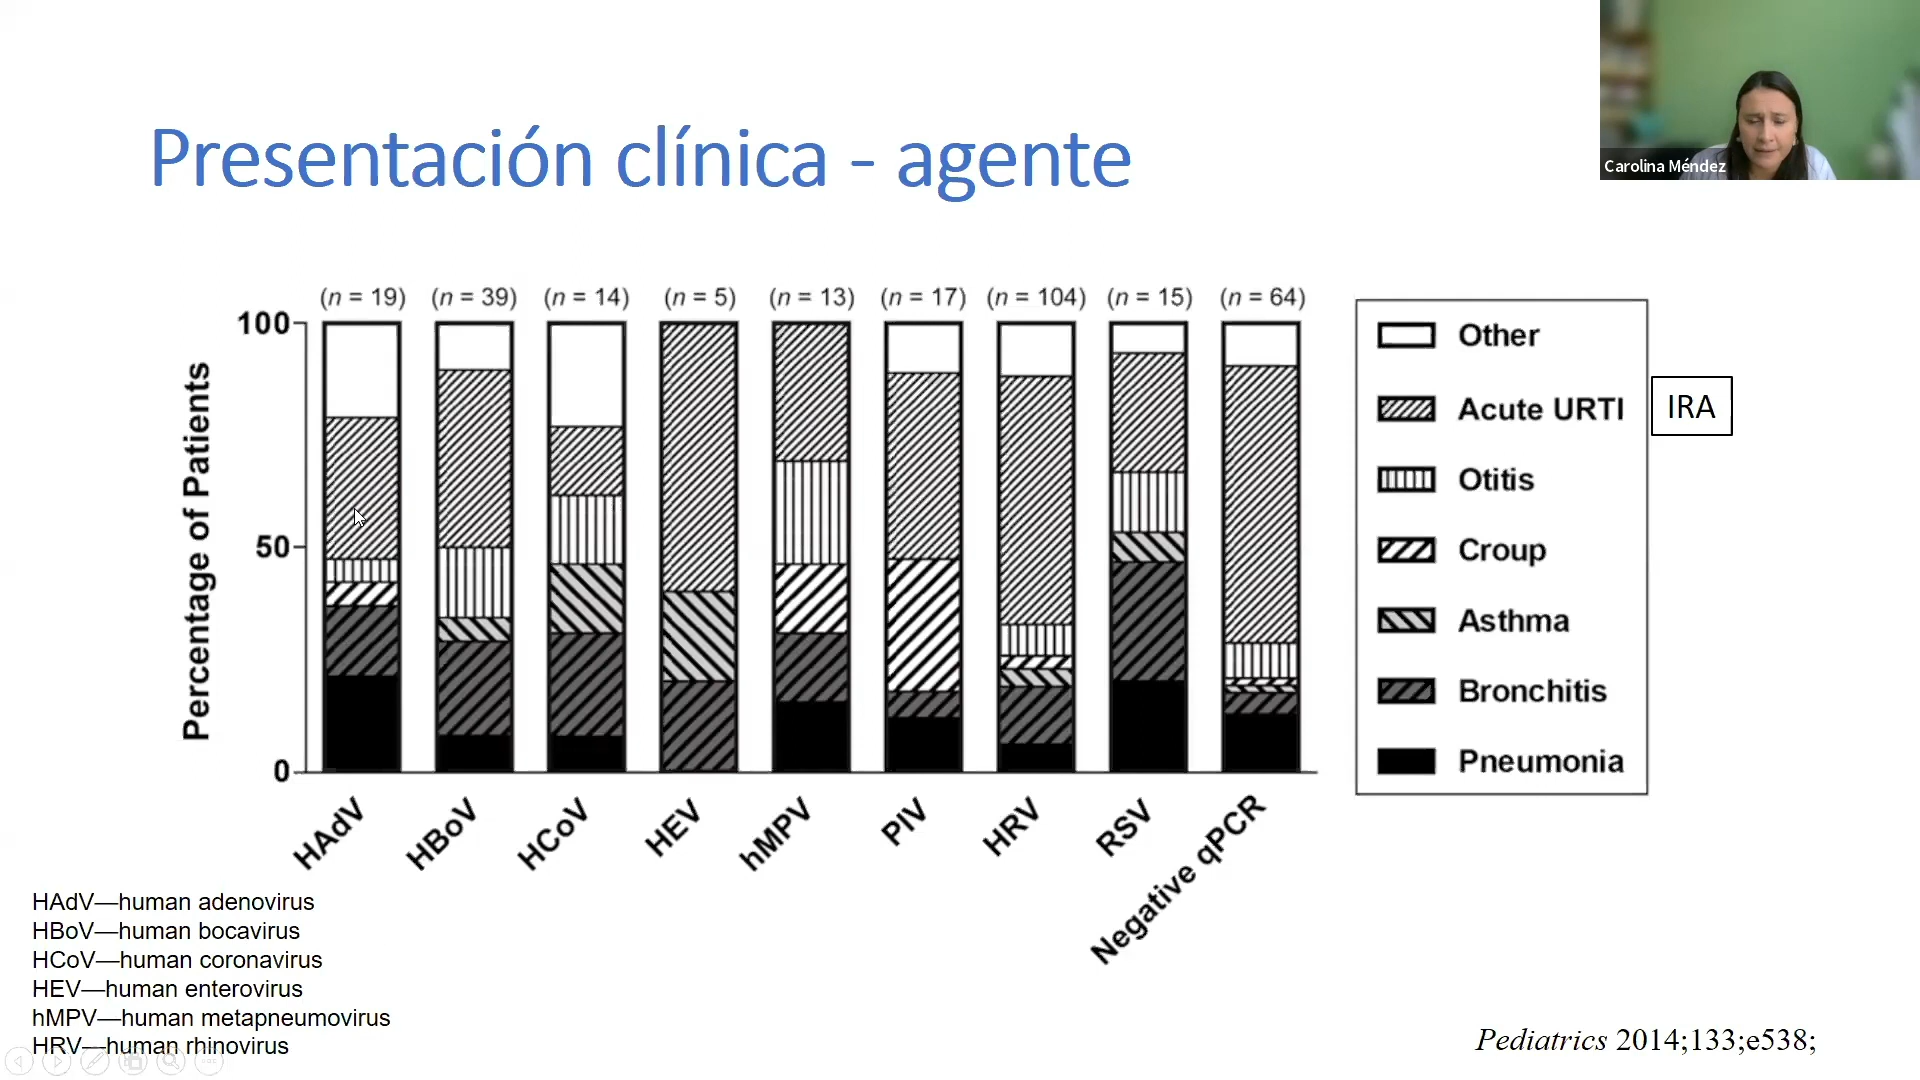 Carolina Méndez
Presentación clínica - agente
(n = 19) (n = 39) (n = 14) (n = 5) (n = 13) (n = 17) (n = 104) (n = 15) (n = 64)
Percentage of Patients
100
50
0
HAdV
HBoV
HCoV
HEV
hMPV
PIV
HRV
RSV
Negative qPCR
Other
Acute URTI
Otitis
Croup
Asthma
Bronchitis
Pneumonia
IRA
HAdV—human adenovirus
HBoV—human bocavirus
HCoV—human coronavirus
HEV—human enterovirus
hMPV—human metapneumovirus
HRV—human rhinovirus
Pediatrics 2014;133;e538;